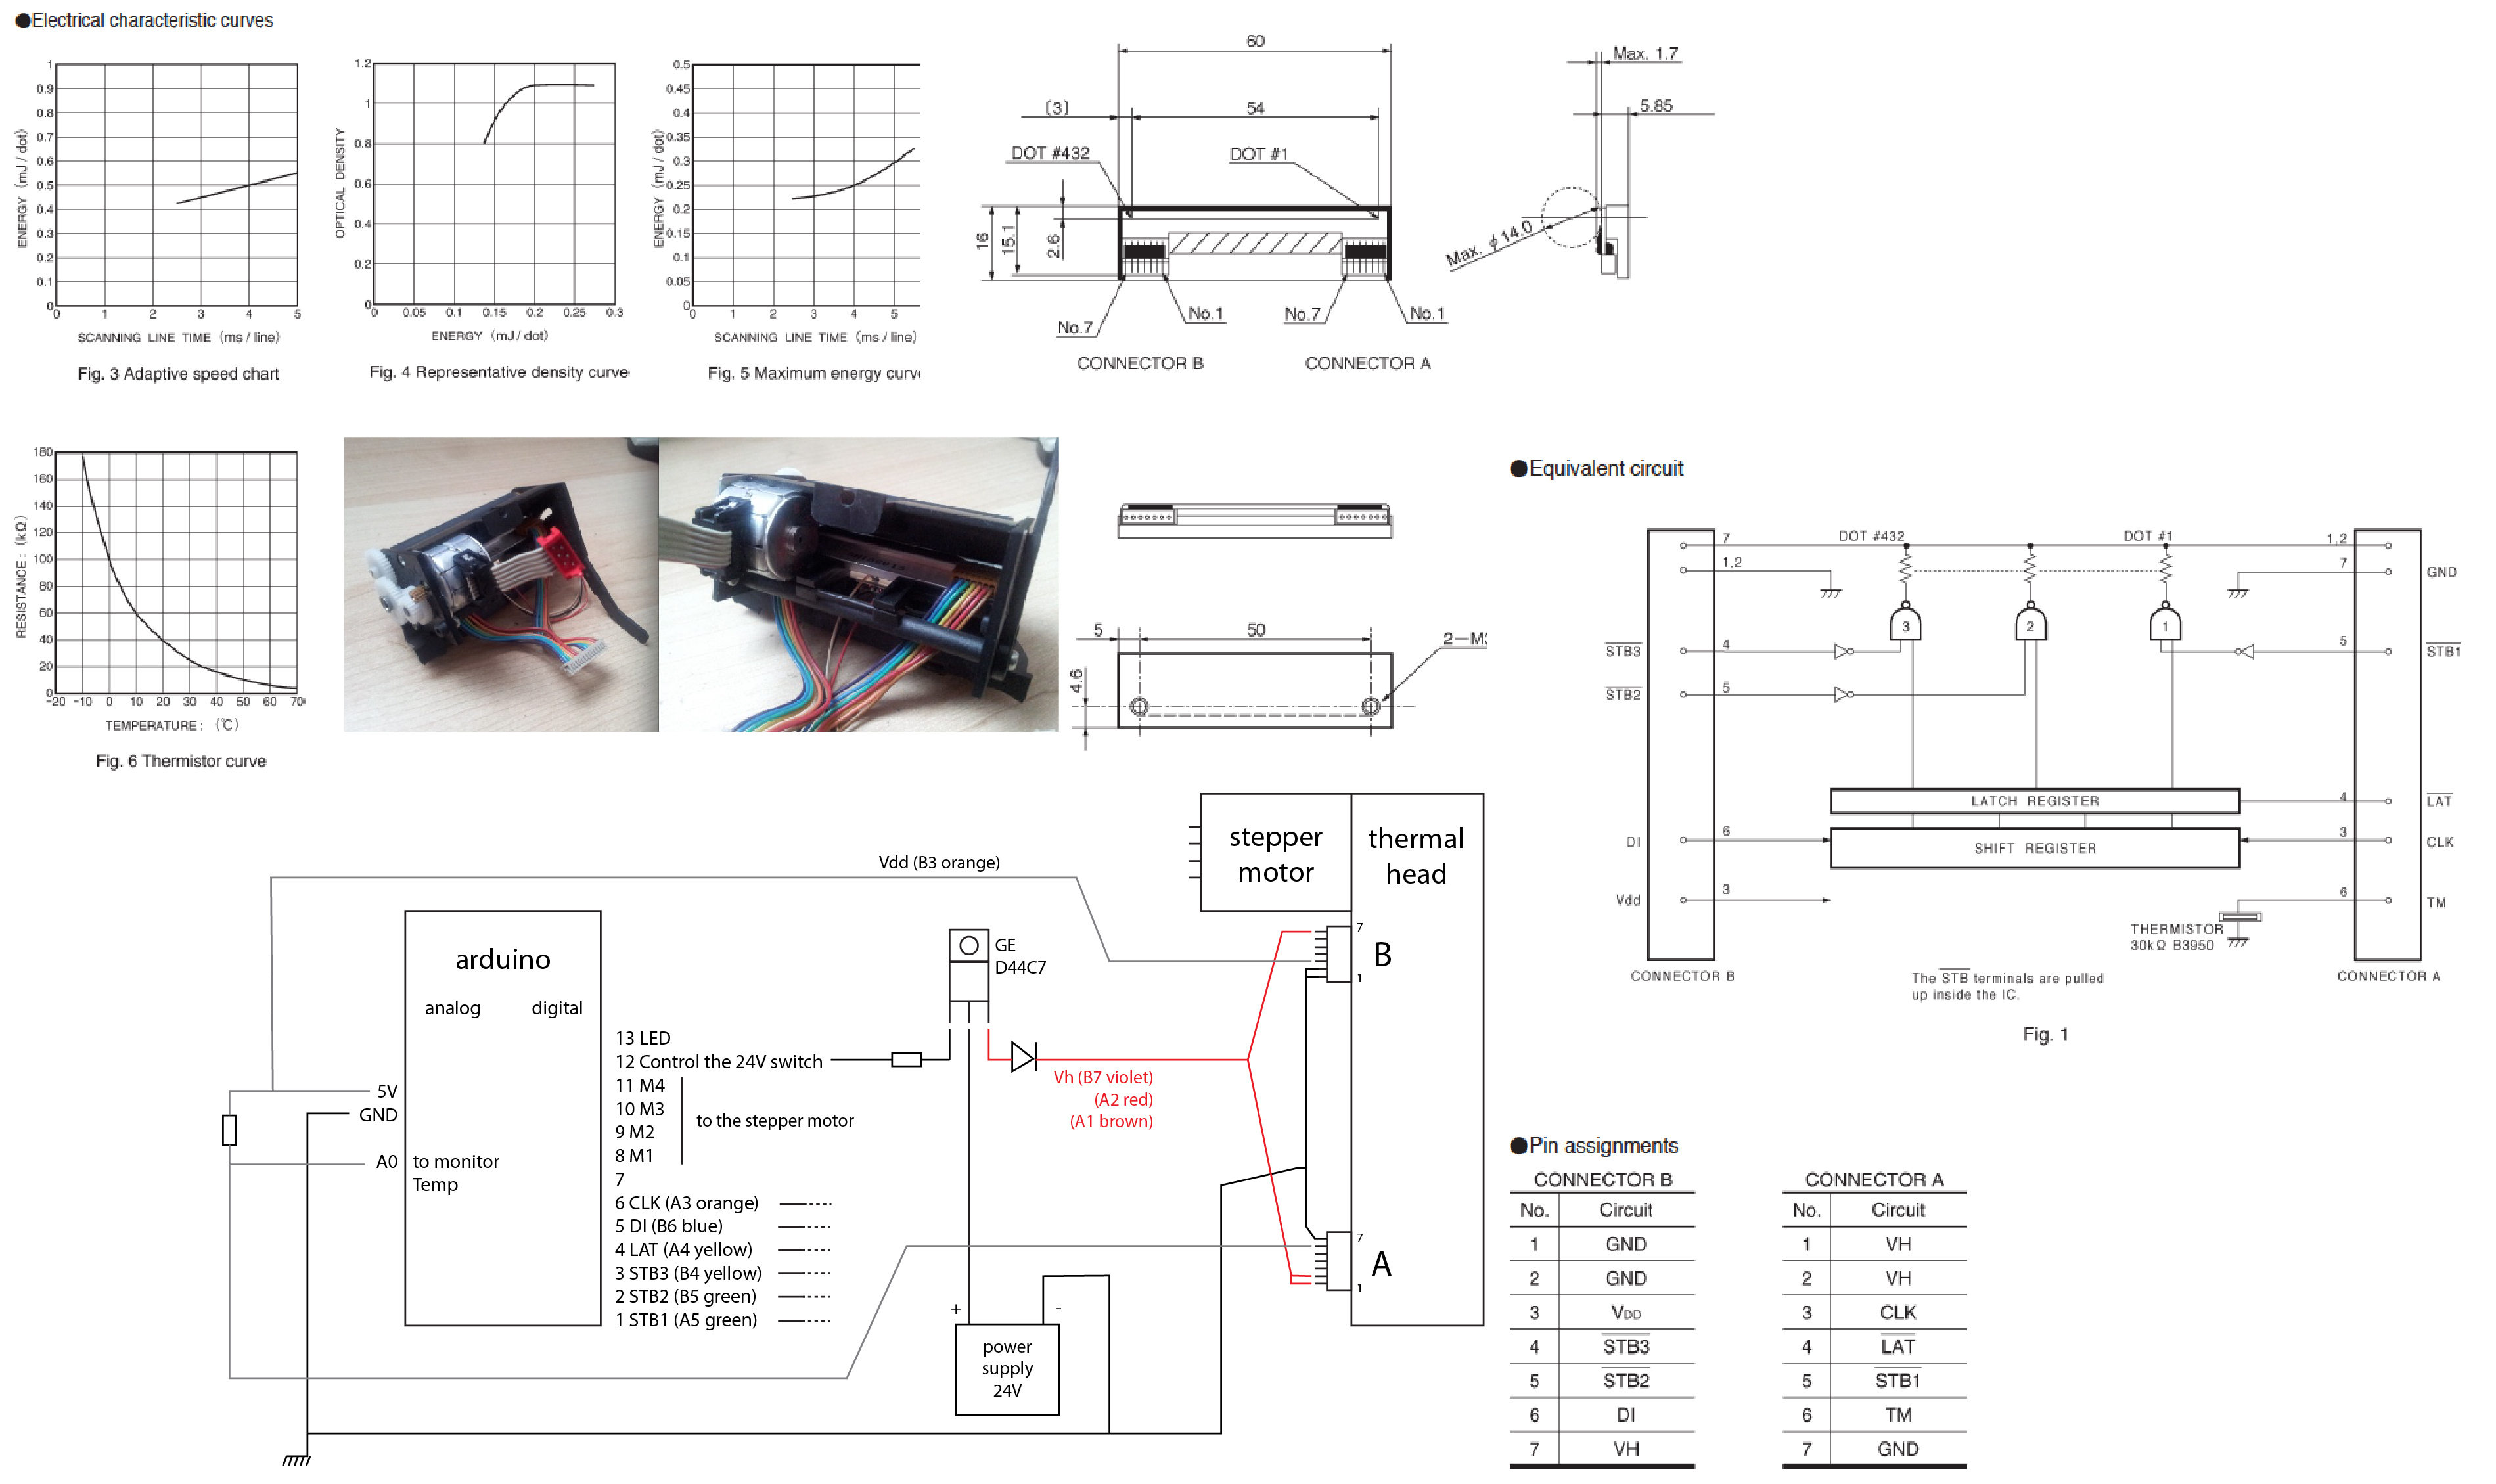 ●Electrical characteristic curves
1
0.9
0.8
0.7
0.6
0.5
0.4
0.3
0.2
0.1
0
ENERGY (mJ / dot)
0 1 2 3 4 5
SCANNING LINE TIME (ms / line)
Fig. 3 Adaptive speed chart
1.2
1
0.8
0.6
0.4
0.2
0
OPTICAL DENSITY
0 0.05 0.1 0.15 0.2 0.25 0.3
ENERGY (mJ / dot)
Fig. 4 Representative density curve
0.5
0.45
0.4
0.35
0.3
0.25
0.2
0.15
0.1
0.05
0
ENERGY (mJ / dot)
0 1 2 3 4 5
SCANNING LINE TIME (ms / line)
Fig. 5 Maximum energy curve
60
(3)
54
DOT #432
DOT #1
16
15.1
2.6
No.7
No.1
No.7
No.1
CONNECTOR B
CONNECTOR A
Max. 1.7
5.85
Max. ϕ14.0
180
160
140
120
100
80
60
40
20
0
RESISTANCE : (kΩ)
-20 -10 0 10 20 30 40 50 60 70
TEMPERATURE : (℃)
Fig. 6 Thermistor curve
5
50
2-M
4.6
●Equivalent circuit
7
DOT #432
DOT #1
1,2
1,2
7
GND
3
2
1
STB3
4
5
STB1
STB2
5
LATCH REGISTER
4
LAT
DI
6
SHIFT REGISTER
3
CLK
Vdd
3
6
TM
THERMISTOR
30kΩ B3950
CONNECTOR B
The STB terminals are pulled
up inside the IC.
CONNECTOR A
Fig. 1
stepper
motor
thermal
head
Vdd (B3 orange)
7
B
1
GE
D44C7
arduino
analog digital
13 LED
12 Control the 24V switch
11 M4
10 M3
9 M2
8 M1
to the stepper motor
7
6 CLK (A3 orange)
5 DI (B6 blue)
4 LAT (A4 yellow)
3 STB3 (B4 yellow)
2 STB2 (B5 green)
1 STB1 (A5 green)
5V
GND
A0
to monitor
Temp
Vh (B7 violet)
(A2 red)
(A1 brown)
7
A
1
+
-
power
supply
24V
●Pin assignments
CONNECTOR B
No. Circuit
1 GND
2 GND
3 VDD
4 STB3
5 STB2
6 DI
7 VH
CONNECTOR A
No. Circuit
1 VH
2 VH
3 CLK
4 LAT
5 STB1
6 TM
7 GND